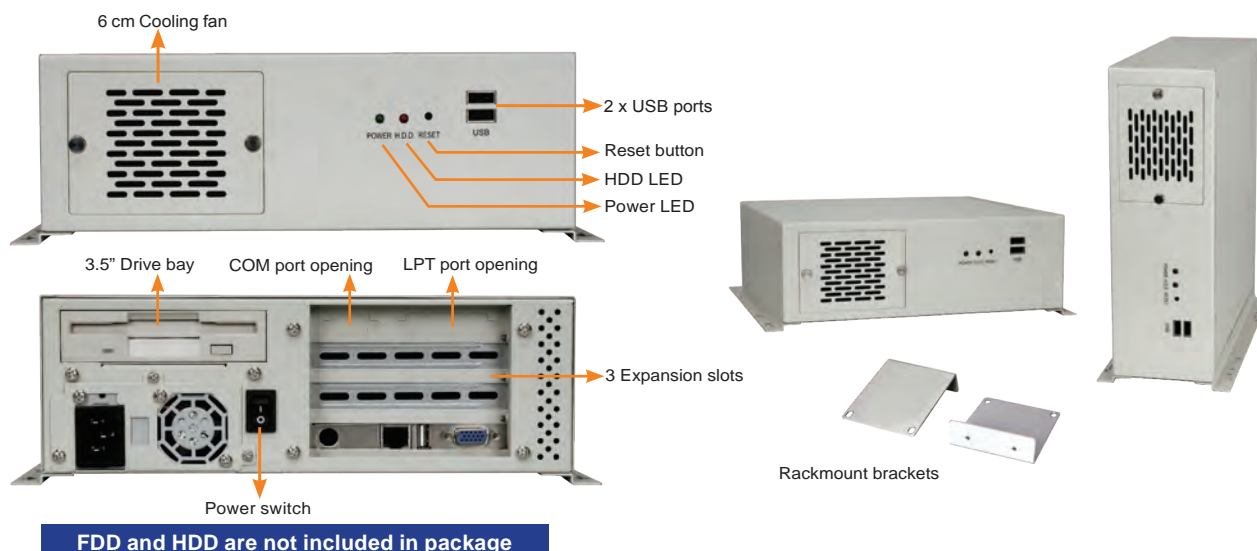 6 cm Cooling fan
POWER H.D.D. RESET
USB
2 x USB ports
Reset button
HDD LED
Power LED
3.5” Drive bay
COM port opening
LPT port opening
3 Expansion slots
Power switch
Rackmount brackets
FDD and HDD are not included in package